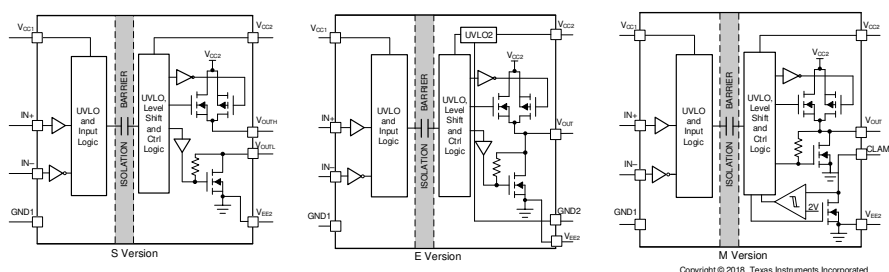 VCC1
IN+
IN–
GND1
UVLO
and
Input
Logic
ISOLATION BARRIER
UVLO,
Level
Shift
and
Ctrl
Logic
VCC2
VCC2
VOUTH
VOUTL
VEE2
S Version
VCC1
IN+
IN–
GND1
UVLO
and
Input
Logic
ISOLATION BARRIER
UVLO2
UVLO,
Level
Shift
and
Ctrl
Logic
VCC2
VCC2
VOUT
GND2
VEE2
E Version
VCC1
IN+
IN–
GND1
UVLO
and
Input
Logic
ISOLATION BARRIER
UVLO,
Level
Shift
and
Ctrl
Logic
VCC2
VCC2
VOUT
CLAM
2V
VEE2
M Version
Copyright © 2018, Texas Instruments Incorporated